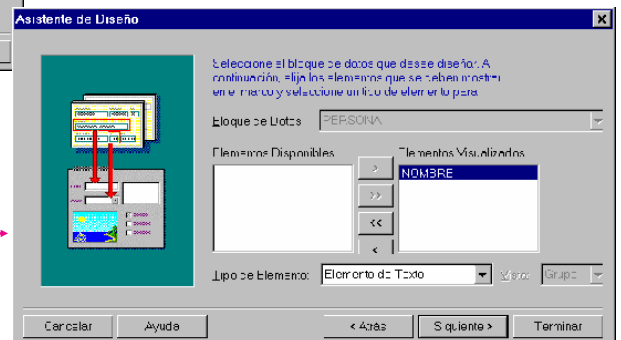 Asistente de Diseño
Seleccione el bloque de datos que desee diseñar. A
continuación, elija los elementos que se deben mostrar
en el marco y seleccione un tipo de elemento para
Bloque de Datos PERSONA
Elementos Disponibles Elementos Visualizados
> NOMBRE
>>
<<
<
Tipo de Elemento: Elemento de Texto Vista: Grupo
Cancelar Ayuda < Atrás Siguiente > Terminar